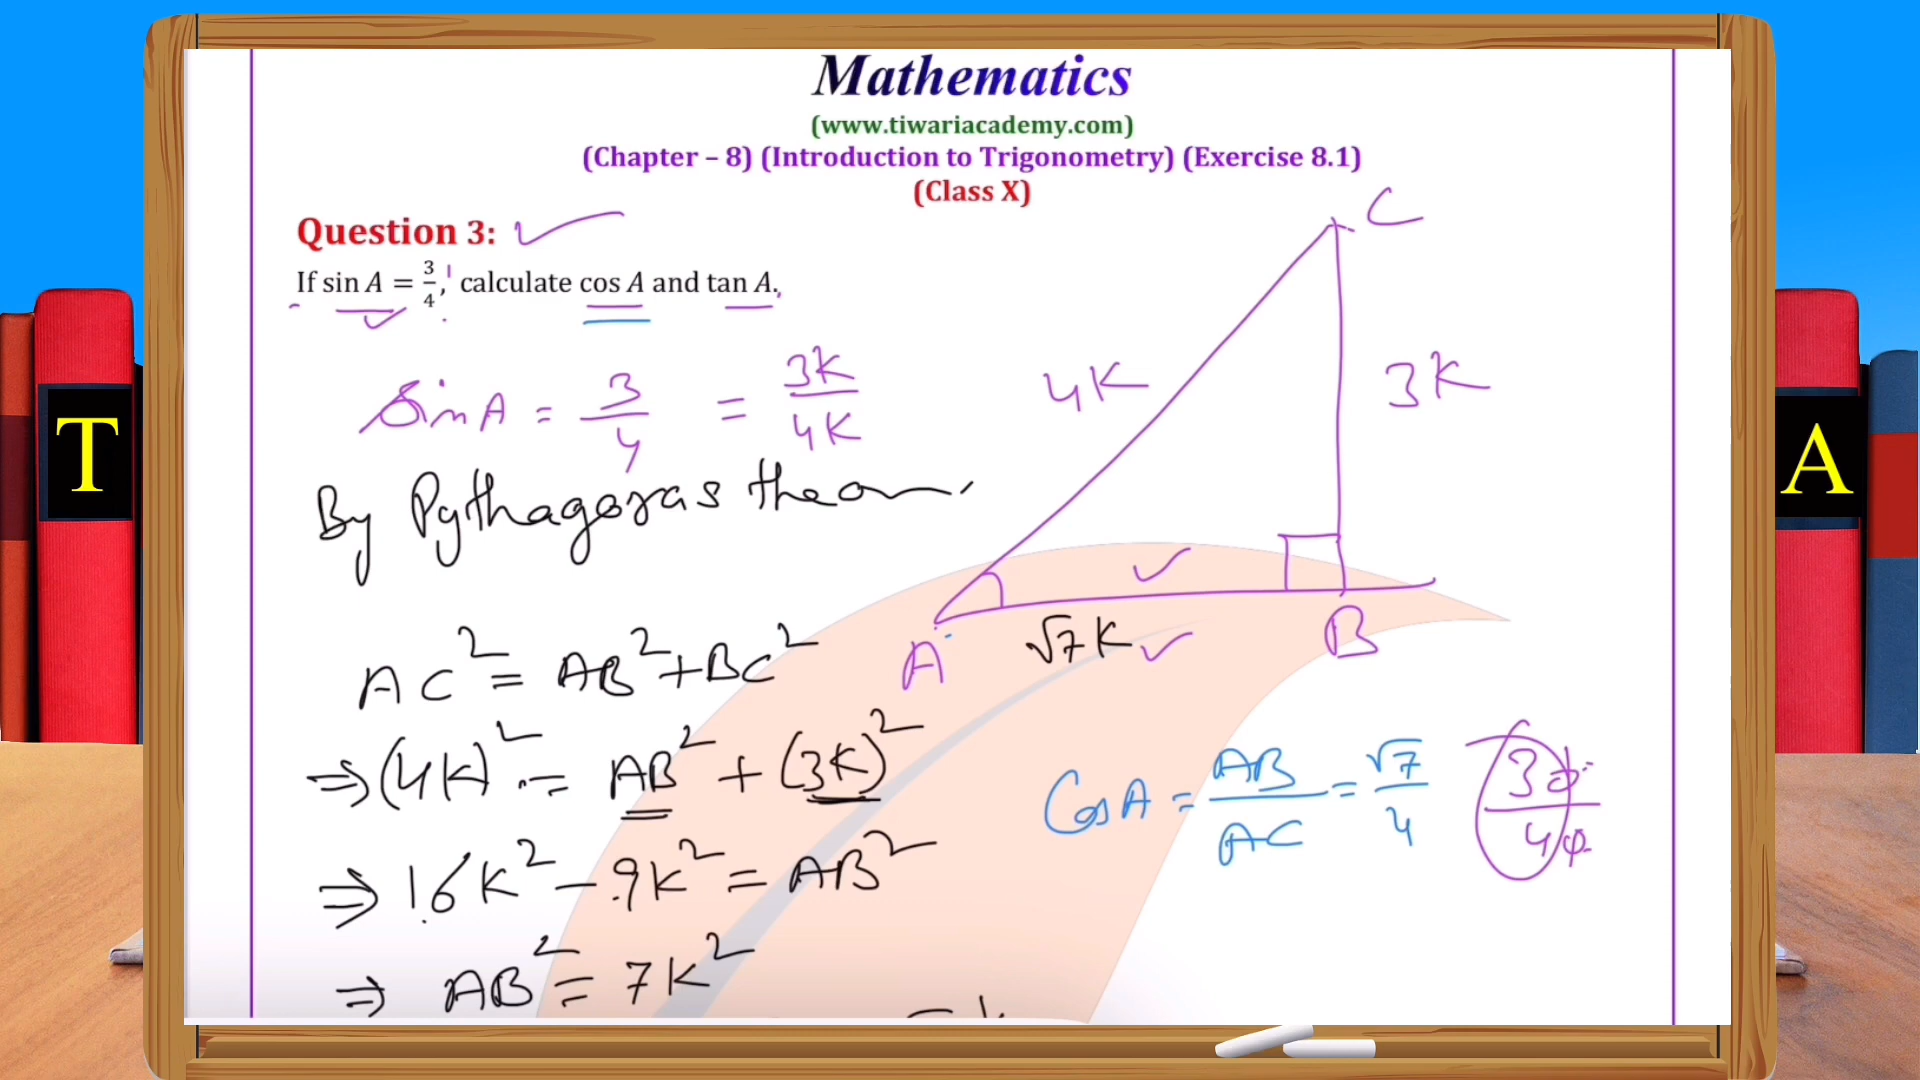 Mathematics
(www.tiwariacademy.com)
(Chapter – 8) (Introduction to Trigonometry) (Exercise 8.1)
(Class X)
Question 3:
If sin A = 3/4, calculate cos A and tan A.
sin A = 3/4 = 3K/4K
By Pythagoras
C
4K
3K
A
√7 K
B
AC² = AB² + BC²
⇒ (4K)² = AB² + (3K)²
⇒ 16K² – 9K² = AB²
⇒ AB² = 7K²
Cos A = AB/AC = √7/4
T
A